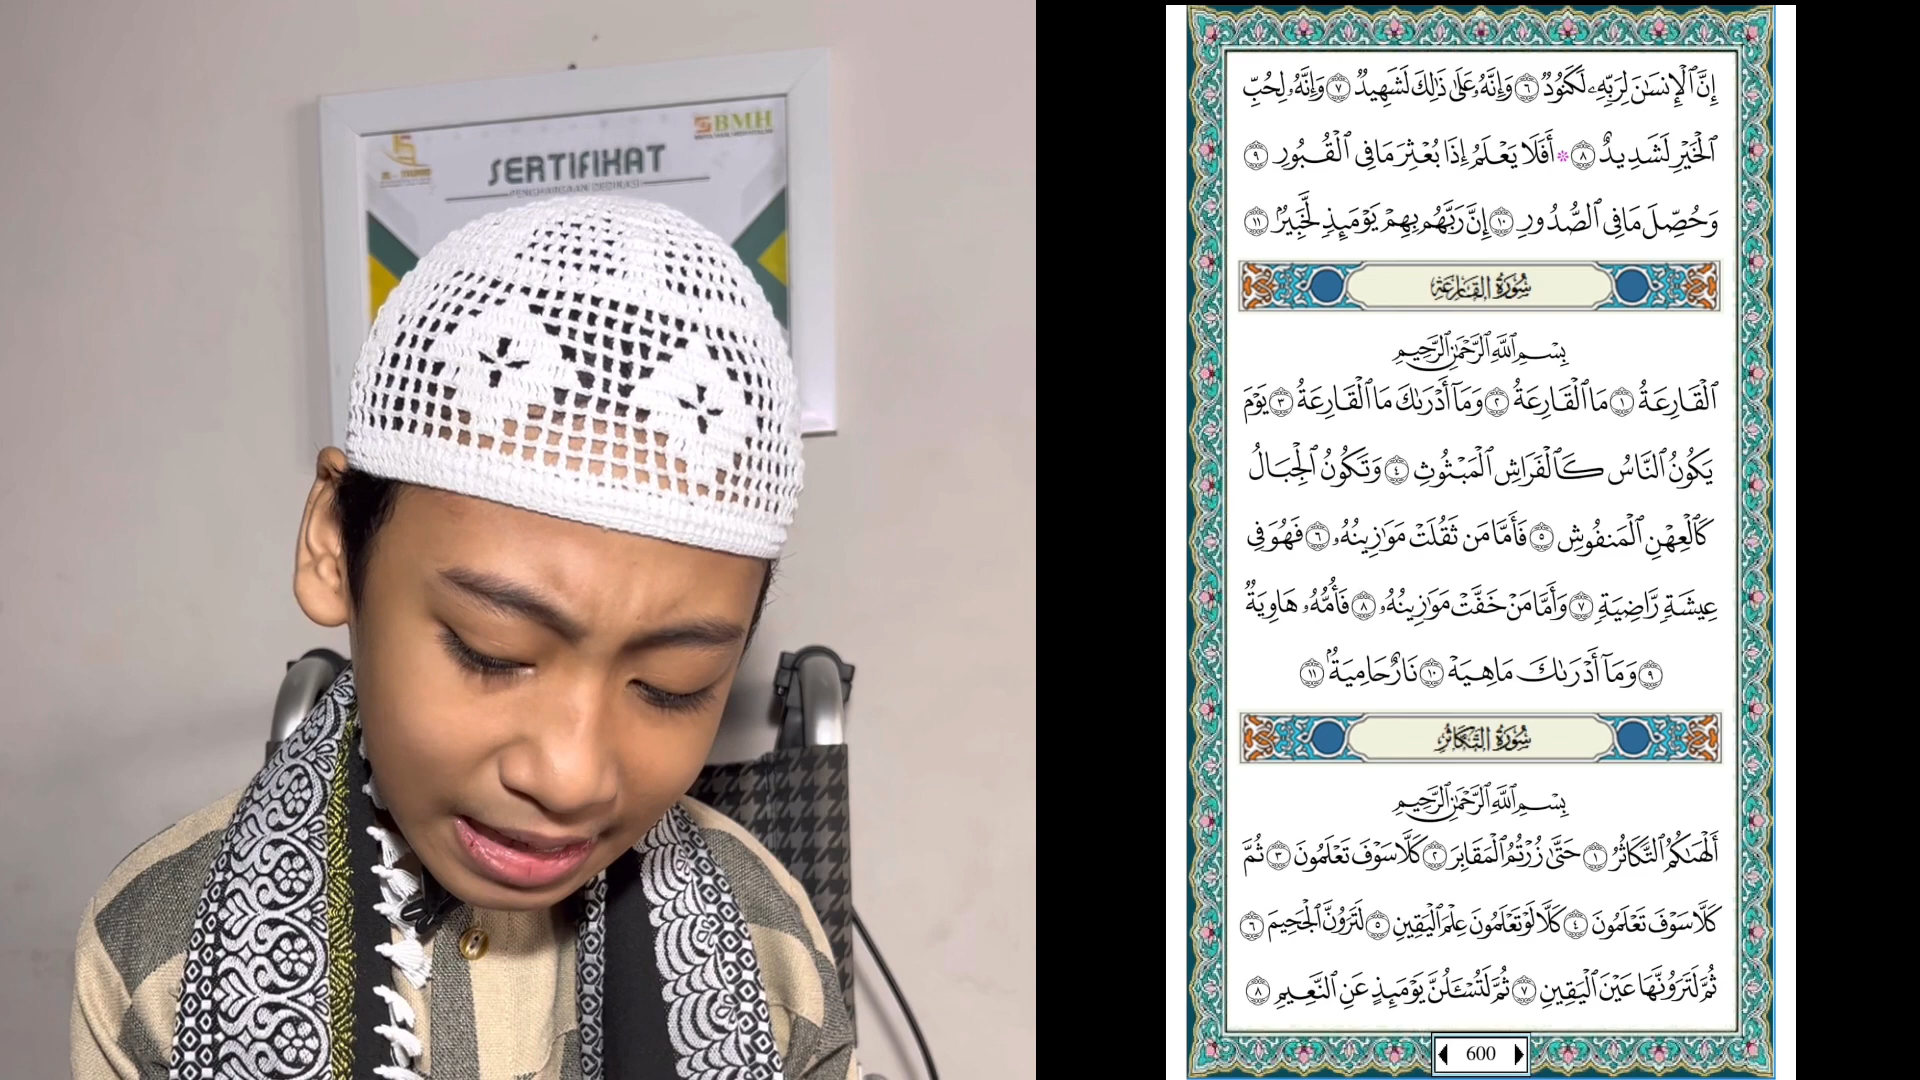 BMH
SERTIFIKAT
PENGHARGAAN DEDIKASI
إِنَّ ٱلْإِنسَٰنَ لِرَبِّهِۦ لَكَنُودٌ ٦ وَإِنَّهُۥ عَلَىٰ ذَٰلِكَ لَشَهِيدٌ ٧ وَإِنَّهُۥ لِحُبِّ
ٱلْخَيْرِ لَشَدِيدٌ ٨ ۞ أَفَلَا يَعْلَمُ إِذَا بُعْثِرَ مَا فِى ٱلْقُبُورِ ٩
وَحُصِّلَ مَا فِى ٱلصُّدُورِ ١٠ إِنَّ رَبَّهُم بِهِمْ يَوْمَئِذٍ لَّخَبِيرٌۢ ١١
سُورَةُ القَارِعَةِ
بِسْمِ ٱللَّهِ ٱلرَّحْمَٰنِ ٱلرَّحِيمِ
ٱلْقَارِعَةُ ١ مَا ٱلْقَارِعَةُ ٢ وَمَآ أَدْرَىٰكَ مَا ٱلْقَارِعَةُ ٣ يَوْمَ
يَكُونُ ٱلنَّاسُ كَٱلْفَرَاشِ ٱلْمَبْثُوثِ ٤ وَتَكُونُ ٱلْجِبَالُ
كَٱلْعِهْنِ ٱلْمَنفُوشِ ٥ فَأَمَّا مَن ثَقُلَتْ مَوَٰزِينُهُۥ ٦ فَهُوَ فِى
عِيشَةٍ رَّاضِيَةٍ ٧ وَأَمَّا مَنْ خَفَّتْ مَوَٰزِينُهُۥ ٨ فَأُمُّهُۥ هَاوِيَةٌ
٩ وَمَآ أَدْرَىٰكَ مَا هِيَهْ ١٠ نَارٌ حَامِيَةٌۢ ١١
سُورَةُ التَّكَاثُرِ
بِسْمِ ٱللَّهِ ٱلرَّحْمَٰنِ ٱلرَّحِيمِ
أَلْهَىٰكُمُ ٱلتَّكَاثُرُ ١ حَتَّىٰ زُرْتُمُ ٱلْمَقَابِرَ ٢ كَلَّا سَوْفَ تَعْلَمُونَ ٣ ثُمَّ
كَلَّا سَوْفَ تَعْلَمُونَ ٤ كَلَّا لَوْ تَعْلَمُونَ عِلْمَ ٱلْيَقِينِ ٥ لَتَرَوُنَّ ٱلْجَحِيمَ ٦
ثُمَّ لَتَرَوُنَّهَا عَيْنَ ٱلْيَقِينِ ٧ ثُمَّ لَتُسْـَٔلُنَّ يَوْمَئِذٍ عَنِ ٱلنَّعِيمِ ٨
600